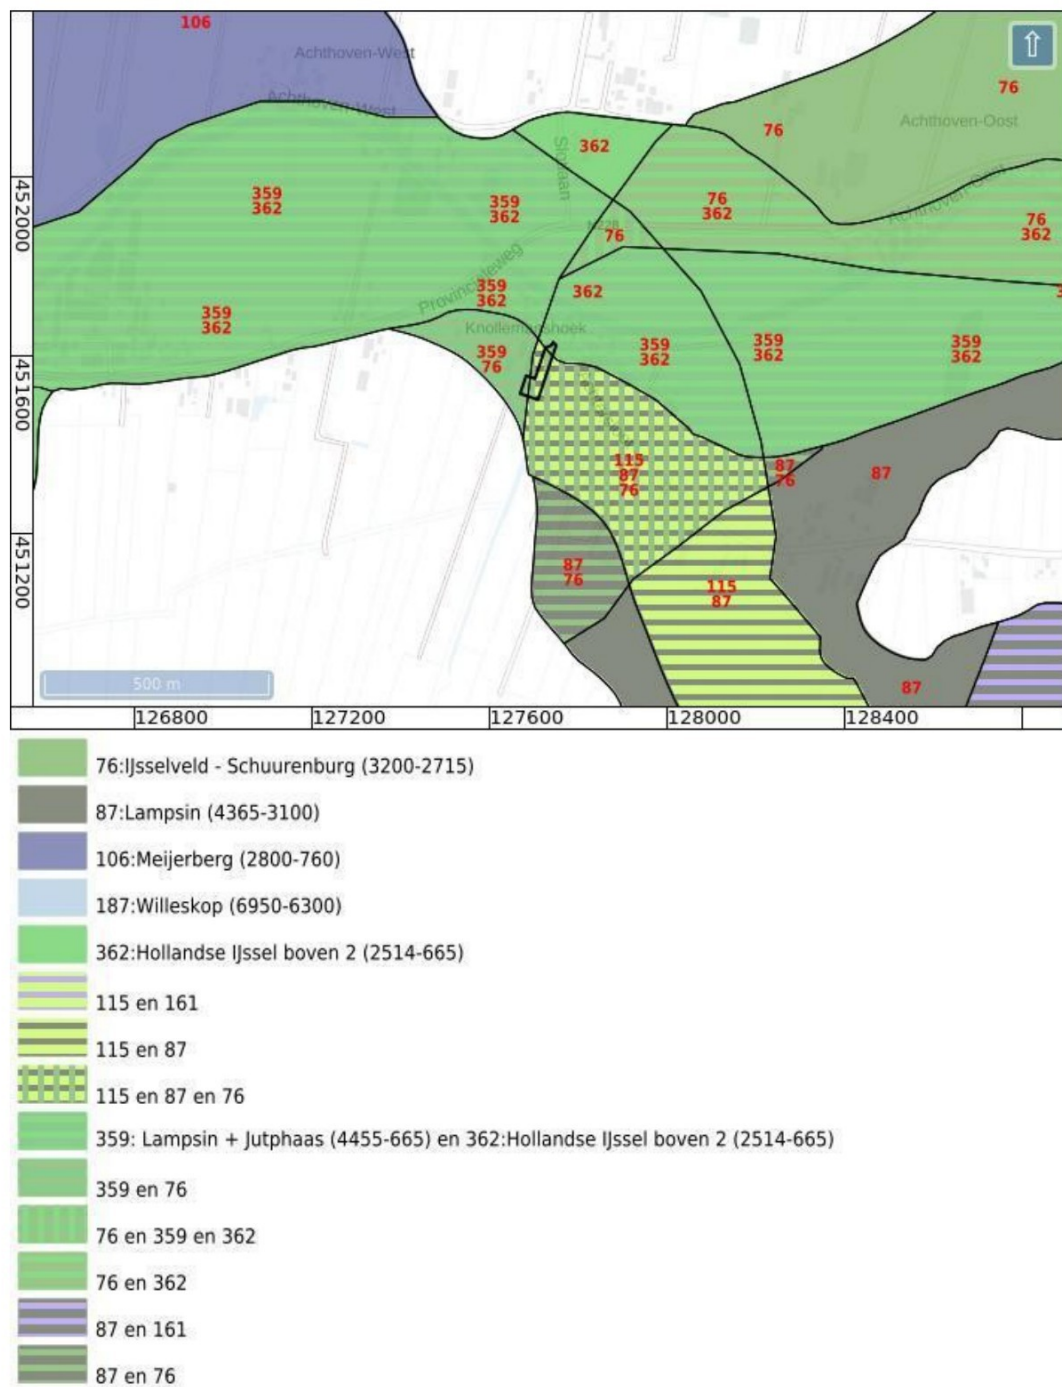 106
Achthoven-West
⇧
76
Achthoven-West
Achthoven-Oost
76
362
Slotlaan
452000
359
362
359
362
76
362
Achthoven-Oost
76
362
N228
76
Provincialeweg
359
362
362
359
362
Knollemanshoek
359
76
359
362
359
362
359
362
451600
115
87
76
87
76
87
451200
87
76
115
87
500 m
87
126800
127200
127600
128000
128400
76:IJsselveld - Schuurenburg (3200-2715)
87:Lampsin (4365-3100)
106:Meijerberg (2800-760)
187:Willeskop (6950-6300)
362:Hollandse IJssel boven 2 (2514-665)
115 en 161
115 en 87
115 en 87 en 76
359: Lampsin + Jutphaas (4455-665) en 362:Hollandse IJssel boven 2 (2514-665)
359 en 76
76 en 359 en 362
76 en 362
87 en 161
87 en 76